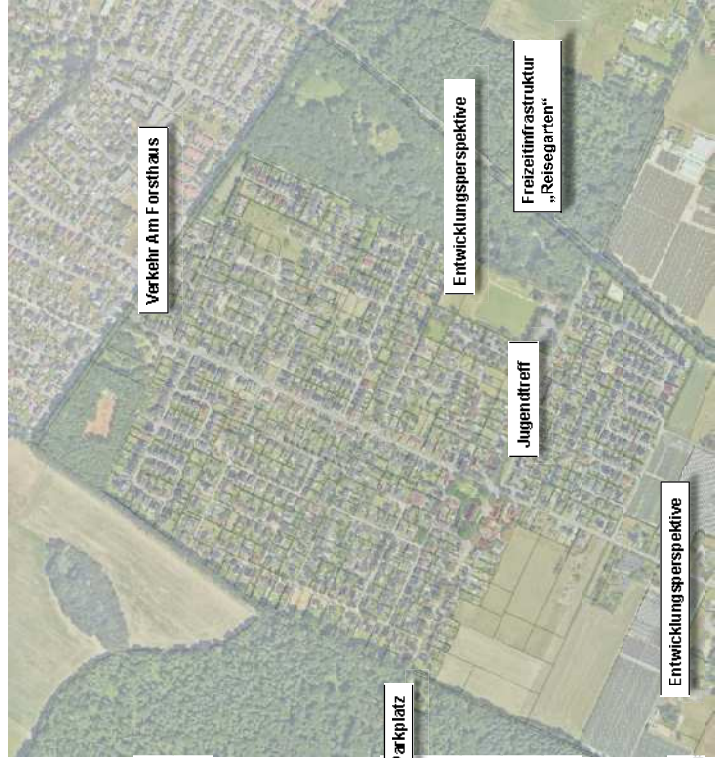 Verkehr Am Forsthaus
Entwicklungsperspektive
Freizeitinfrastruktur
„Reisegarten“
Jugendtreff
Entwicklungsperspektive
Parkplatz